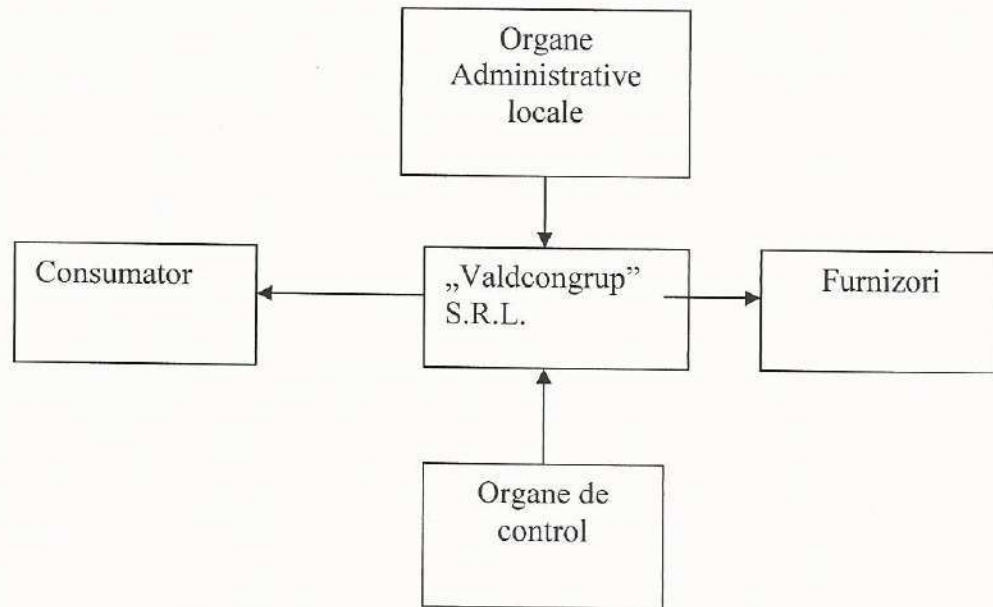 Organe
Administrative
locale
Consumator
„Valdcongrup”
S.R.L.
Furnizori
Organe de
control